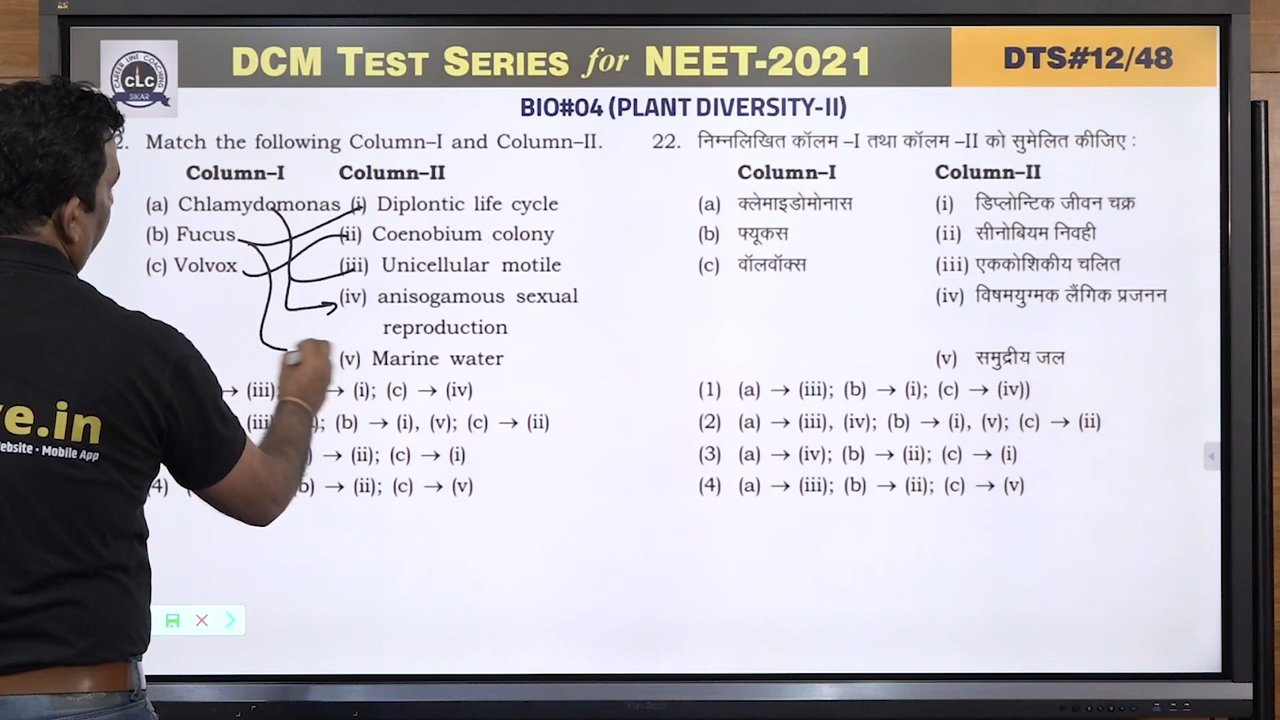 DCM TEST SERIES for NEET-2021
DTS#12/48
CAREER LINE COACHING
CLC
SIKAR
BIO#04 (PLANT DIVERSITY-II)
2. Match the following Column–I and Column–II.
Column–I Column–II
(a) Chlamydomonas (i) Diplontic life cycle
(b) Fucus (ii) Coenobium colony
(c) Volvox (iii) Unicellular motile
(iv) anisogamous sexual
reproduction
(v) Marine water
→ (iii); → (i); (c) → (iv)
(iii ); (b) → (i), (v); (c) → (ii)
) → (ii); (c) → (i)
(4) b) → (ii); (c) → (v)
22. निम्नलिखित कॉलम –I तथा कॉलम –II को सुमेलित कीजिए :
Column–I Column–II
(a) क्लेमाइडोमोनास (i) डिप्लोन्टिक जीवन चक्र
(b) फ्यूकस (ii) सीनोबियम निवही
(c) वॉलवॉक्स (iii) एककोशिकीय चलित
(iv) विषमयुग्मक लैंगिक प्रजनन
(v) समुद्रीय जल
(1) (a) → (iii); (b) → (i); (c) → (iv))
(2) (a) → (iii), (iv); (b) → (i), (v); (c) → (ii)
(3) (a) → (iv); (b) → (ii); (c) → (i)
(4) (a) → (iii); (b) → (ii); (c) → (v)
ve.in
ebsite · Mobile App